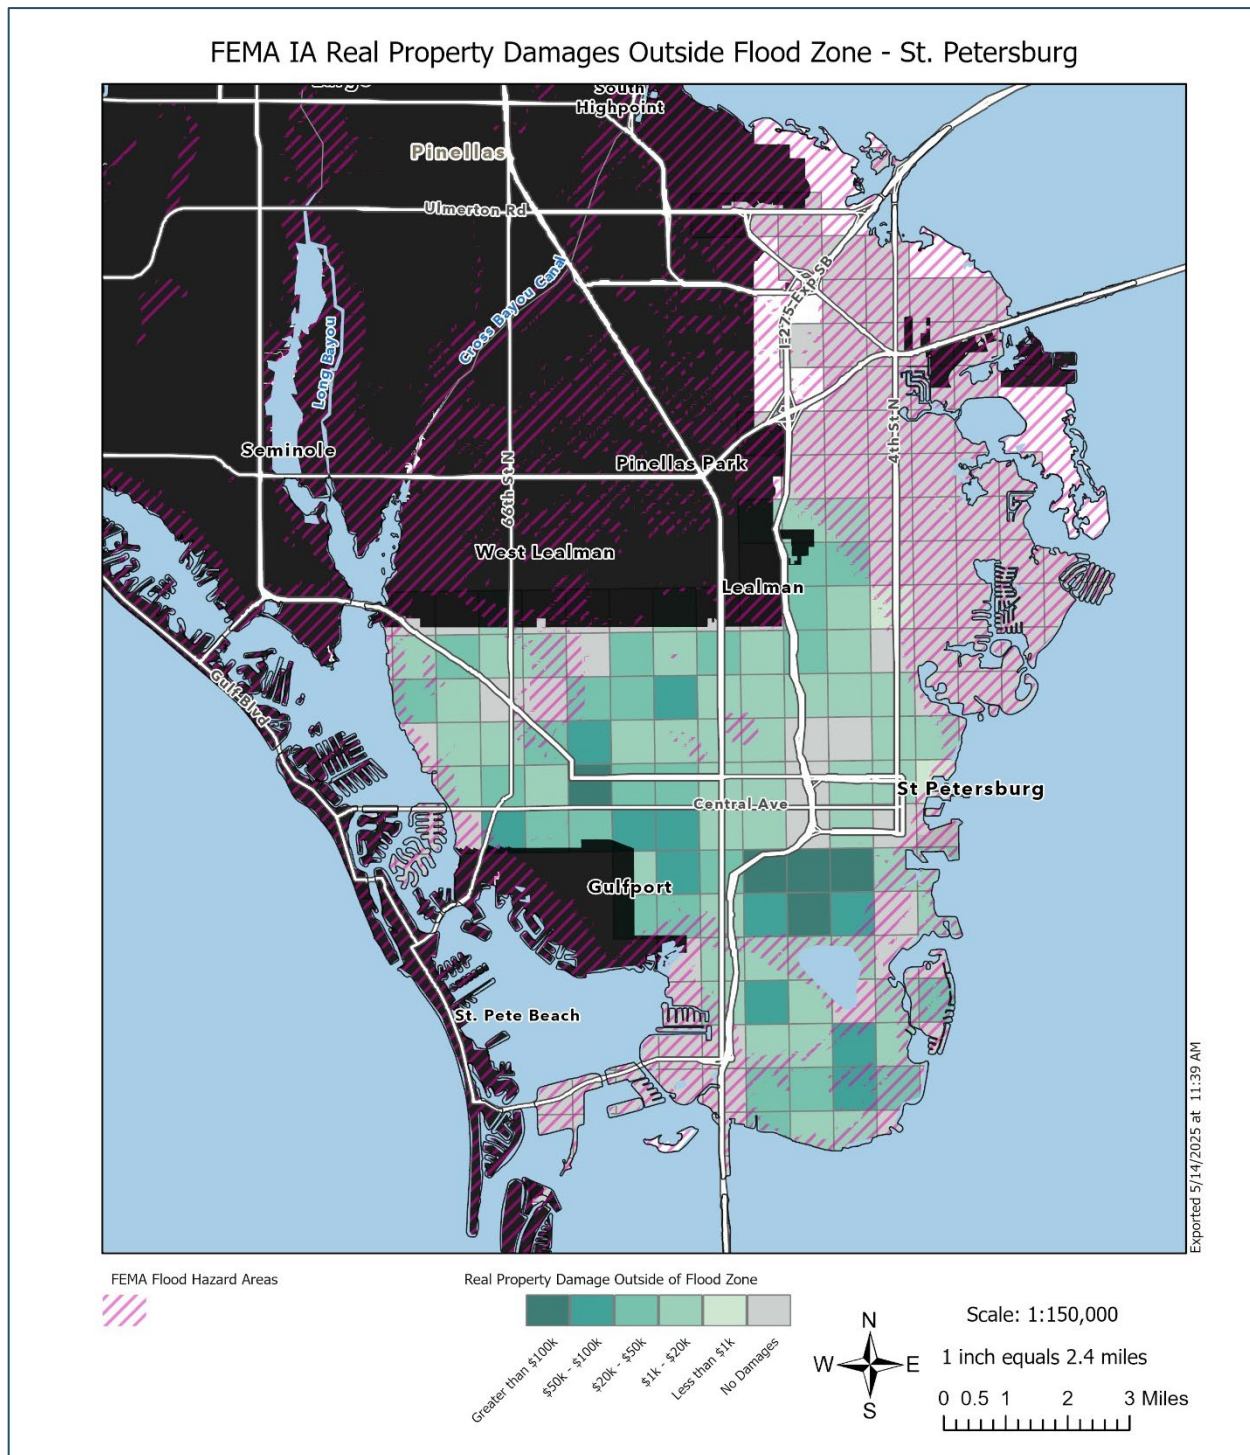 FEMA IA Real Property Damages Outside Flood Zone - St. Petersburg
Largo
South
Highpoint
Pinellas
Ulmerton Rd
Cross Bayou Canal
I-275-Exp SB
Long Bayou
4th-St-N
Seminole
Pinellas Park
66th-St-N
West Lealman
Lealman
Gulf-Blvd
St Petersburg
Central Ave
Gulfport
St. Pete Beach
Exported 5/14/2025 at 11:39 AM
FEMA Flood Hazard Areas
Real Property Damage Outside of Flood Zone
Greater than $100k
$50k - $100k
$20k - $50k
$1k - $20k
Less than $1k
No Damages
N
W E
S
Scale: 1:150,000
1 inch equals 2.4 miles
0 0.5 1 2 3 Miles